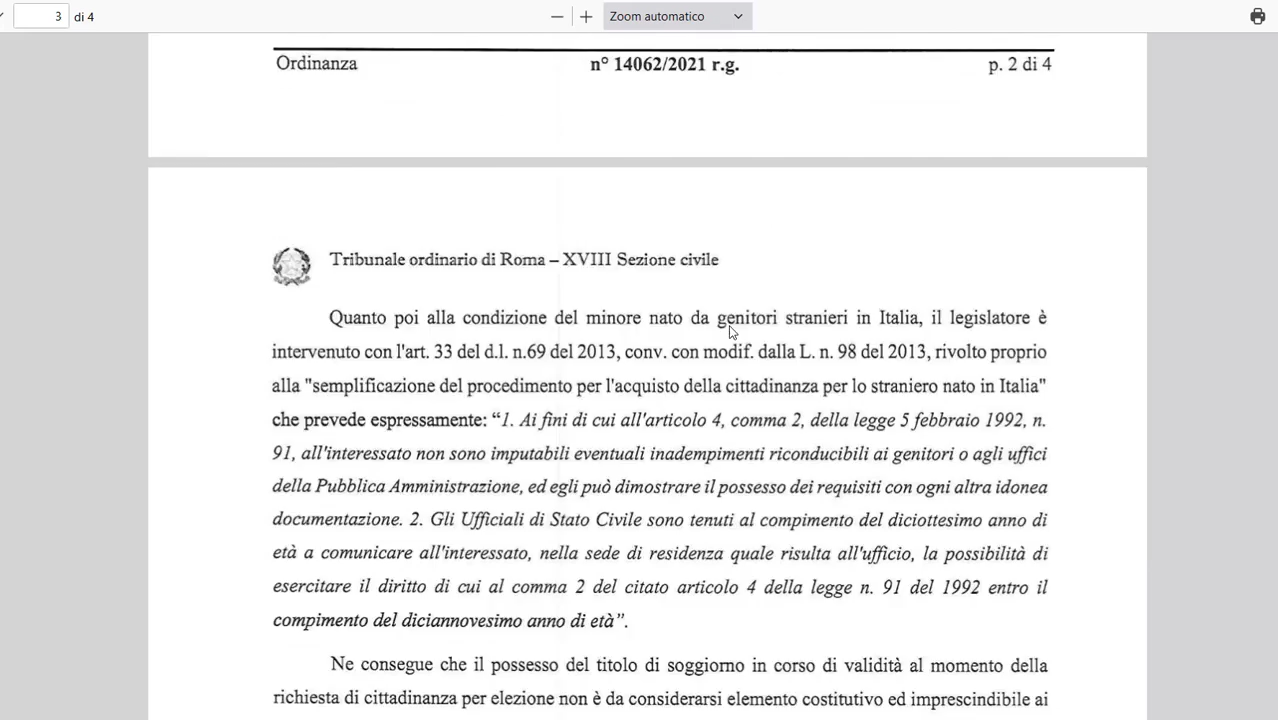 3 di 4 Zoom automatico
Ordinanza n° 14062/2021 r.g. p. 2 di 4
Tribunale ordinario di Roma – XVIII Sezione civile
Quanto poi alla condizione del minore nato da genitori stranieri in Italia, il legislatore è
intervenuto con l'art. 33 del d.l. n.69 del 2013, conv. con modif. dalla L. n. 98 del 2013, rivolto proprio
alla "semplificazione del procedimento per l'acquisto della cittadinanza per lo straniero nato in Italia"
che prevede espressamente: “1. Ai fini di cui all'articolo 4, comma 2, della legge 5 febbraio 1992, n.
91, all'interessato non sono imputabili eventuali inadempimenti riconducibili ai genitori o agli uffici
della Pubblica Amministrazione, ed egli può dimostrare il possesso dei requisiti con ogni altra idonea
documentazione. 2. Gli Ufficiali di Stato Civile sono tenuti al compimento del diciottesimo anno di
età a comunicare all'interessato, nella sede di residenza quale risulta all'ufficio, la possibilità di
esercitare il diritto di cui al comma 2 del citato articolo 4 della legge n. 91 del 1992 entro il
compimento del diciannovesimo anno di età”.
Ne consegue che il possesso del titolo di soggiorno in corso di validità al momento della
richiesta di cittadinanza per elezione non è da considerarsi elemento costitutivo ed imprescindibile ai